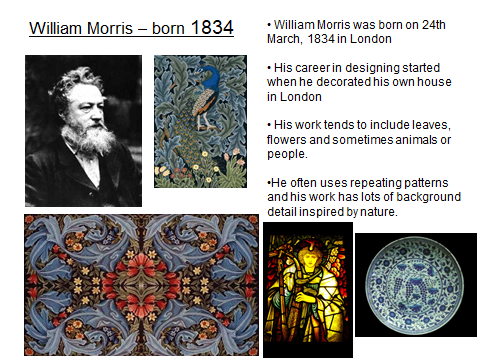 William Morris – born 1834
• William Morris was born on 24th
March, 1834 in London
• His career in designing started
when he decorated his own house
in London
• His work tends to include leaves,
flowers and sometimes animals or
people.
•He often uses repeating patterns
and his work has lots of background
detail inspired by nature.